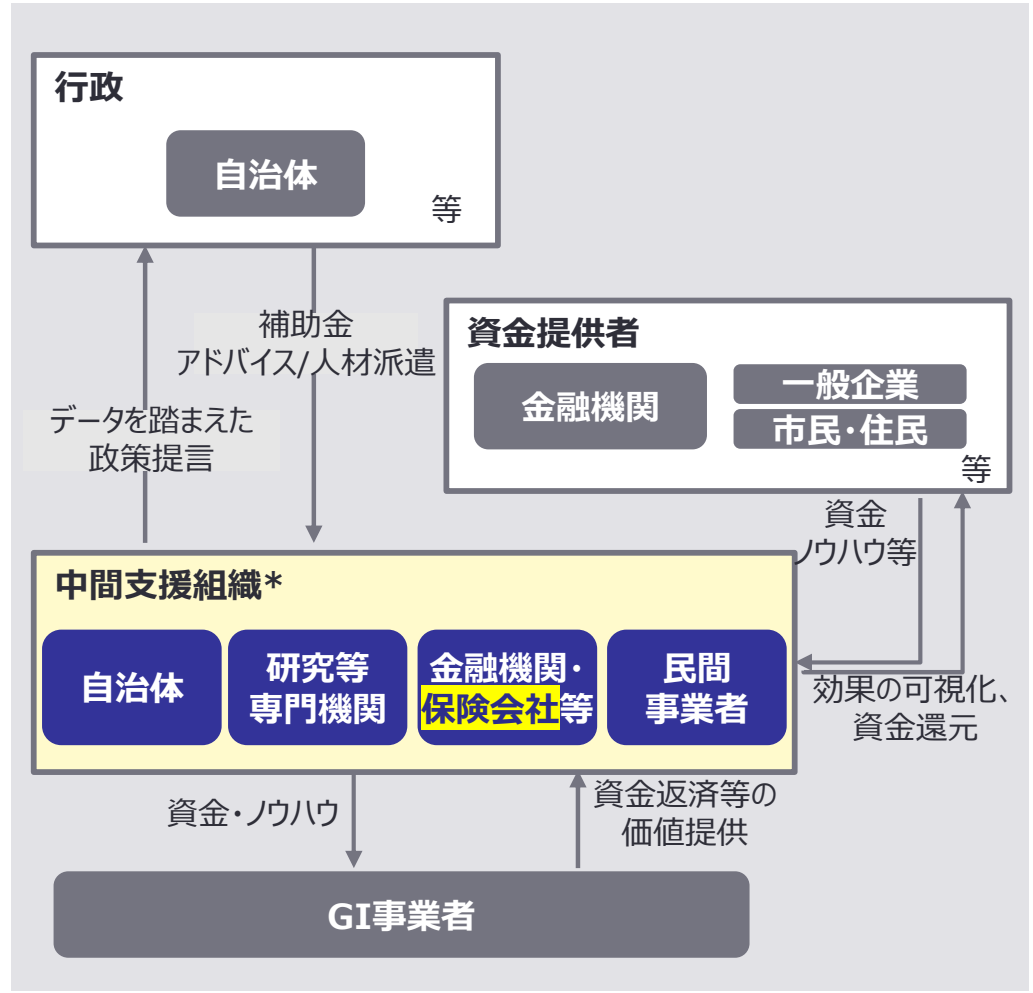 行政
自治体
等
補助金
アドバイス/人材派遣
データを踏まえた
政策提言
資金提供者
金融機関
一般企業
市民・住民
等
資金
ノウハウ等
中間支援組織*
自治体
研究等
専門機関
金融機関・
保険会社等
民間
事業者
効果の可視化、
資金還元
資金・ノウハウ
資金返済等の
価値提供
GI事業者